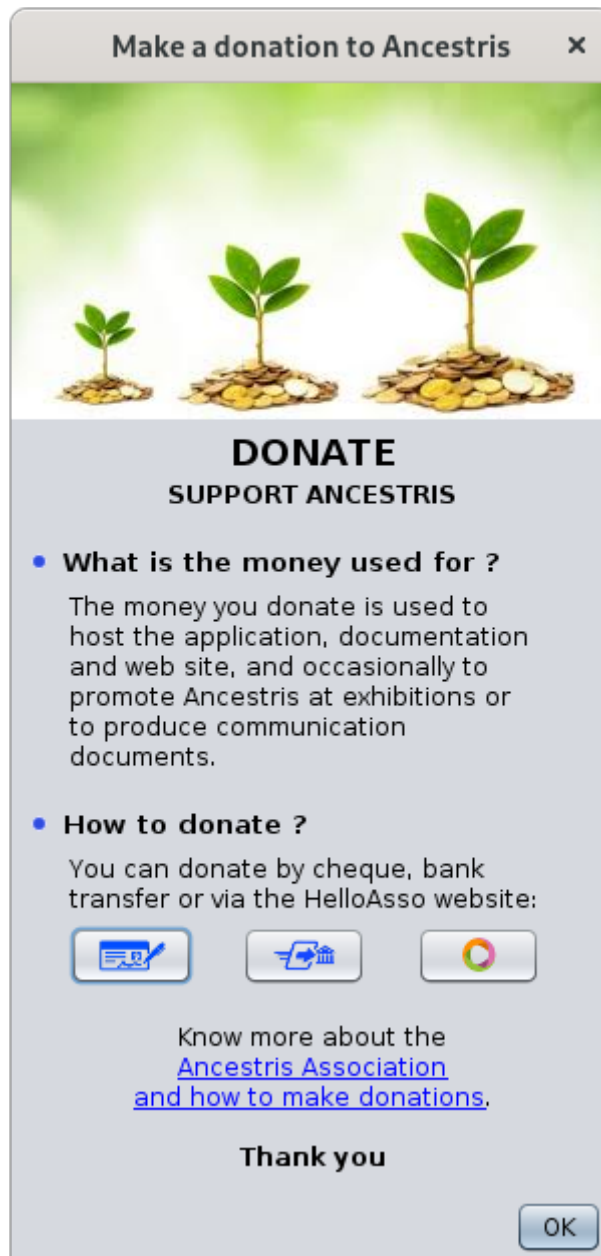 Make a donation to Ancestris
DONATE
SUPPORT ANCESTRIS
What is the money used for ?
The money you donate is used to
host the application, documentation
and web site, and occasionally to
promote Ancestris at exhibitions or
to produce communication
documents.
How to donate ?
You can donate by cheque, bank
transfer or via the HelloAsso website:
Know more about the
Ancestris Association
and how to make donations.
Thank you
OK